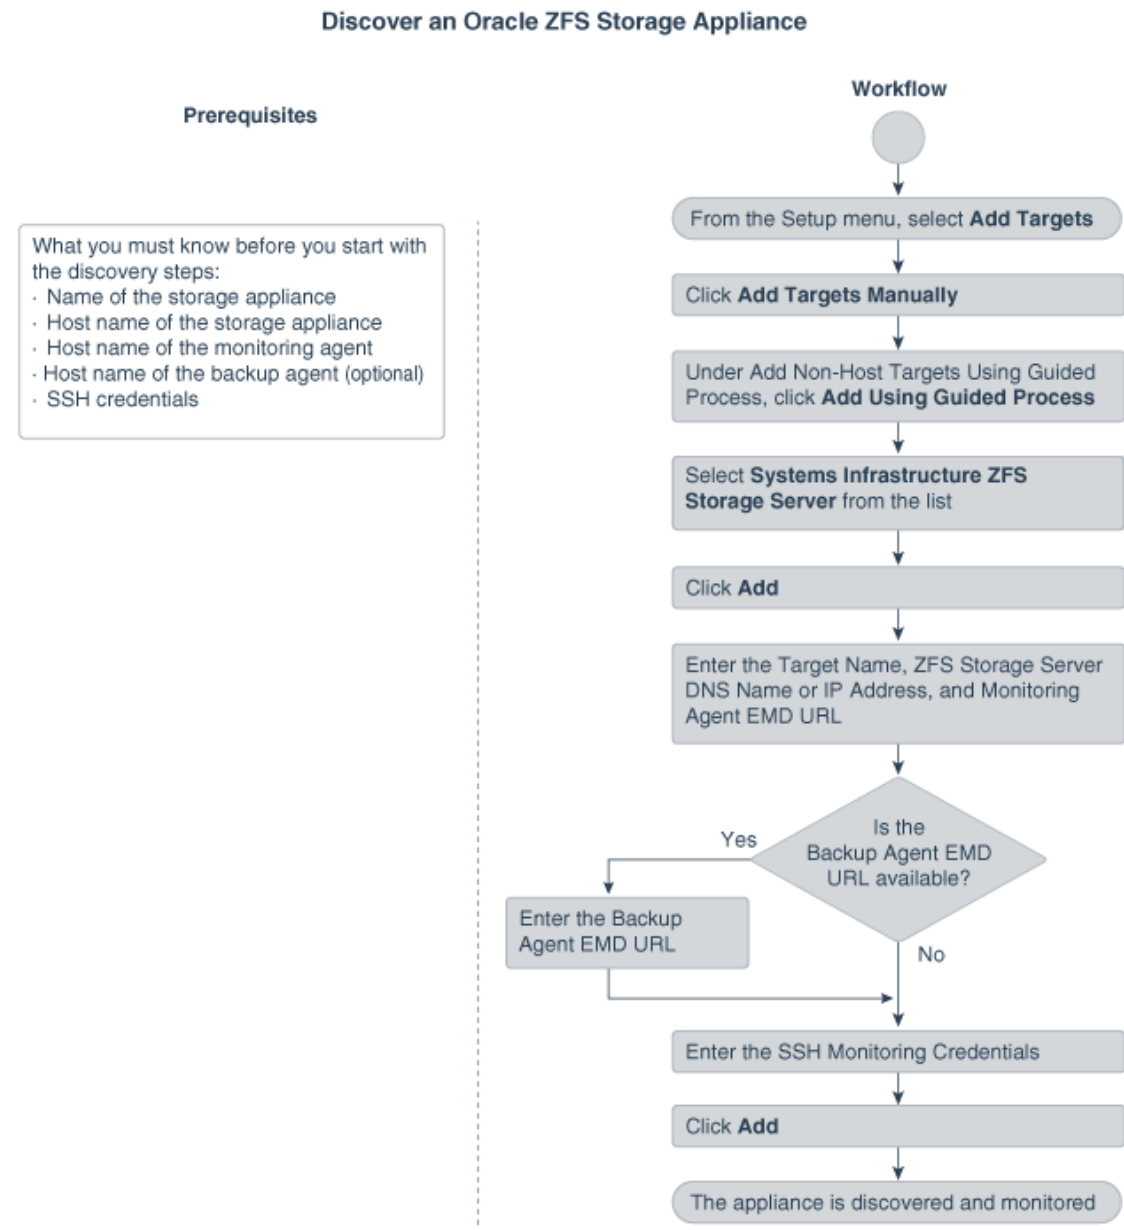 Discover an Oracle ZFS Storage Appliance
Prerequisites
What you must know before you start with
the discovery steps:
· Name of the storage appliance
· Host name of the storage appliance
· Host name of the monitoring agent
· Host name of the backup agent (optional)
· SSH credentials
Workflow
From the Setup menu, select Add Targets
Click Add Targets Manually
Under Add Non-Host Targets Using Guided
Process, click Add Using Guided Process
Select Systems Infrastructure ZFS
Storage Server from the list
Click Add
Enter the Target Name, ZFS Storage Server
DNS Name or IP Address, and Monitoring
Agent EMD URL
Is the
Backup Agent EMD
URL available?
Yes
Enter the Backup
Agent EMD URL
No
Enter the SSH Monitoring Credentials
Click Add
The appliance is discovered and monitored